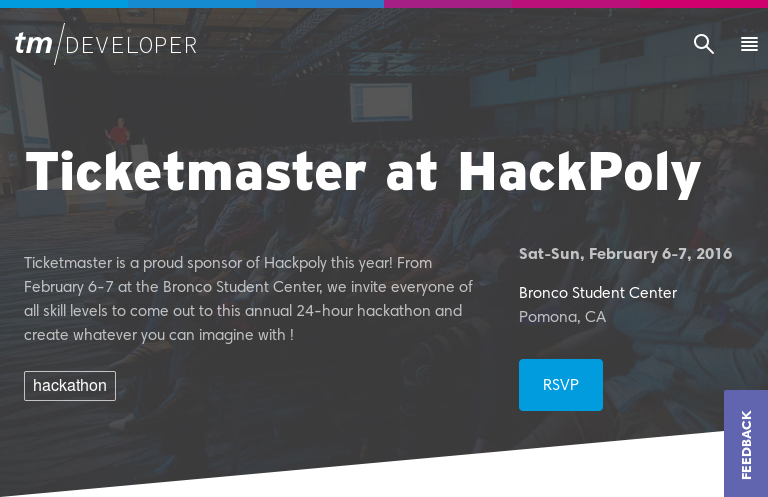 tm/DEVELOPER
Ticketmaster at HackPoly
Ticketmaster is a proud sponsor of Hackpoly this year! From
February 6-7 at the Bronco Student Center, we invite everyone of
all skill levels to come out to this annual 24-hour hackathon and
create whatever you can imagine with !
hackathon
Sat-Sun, February 6-7, 2016
Bronco Student Center
Pomona, CA
RSVP
FEEDBACK